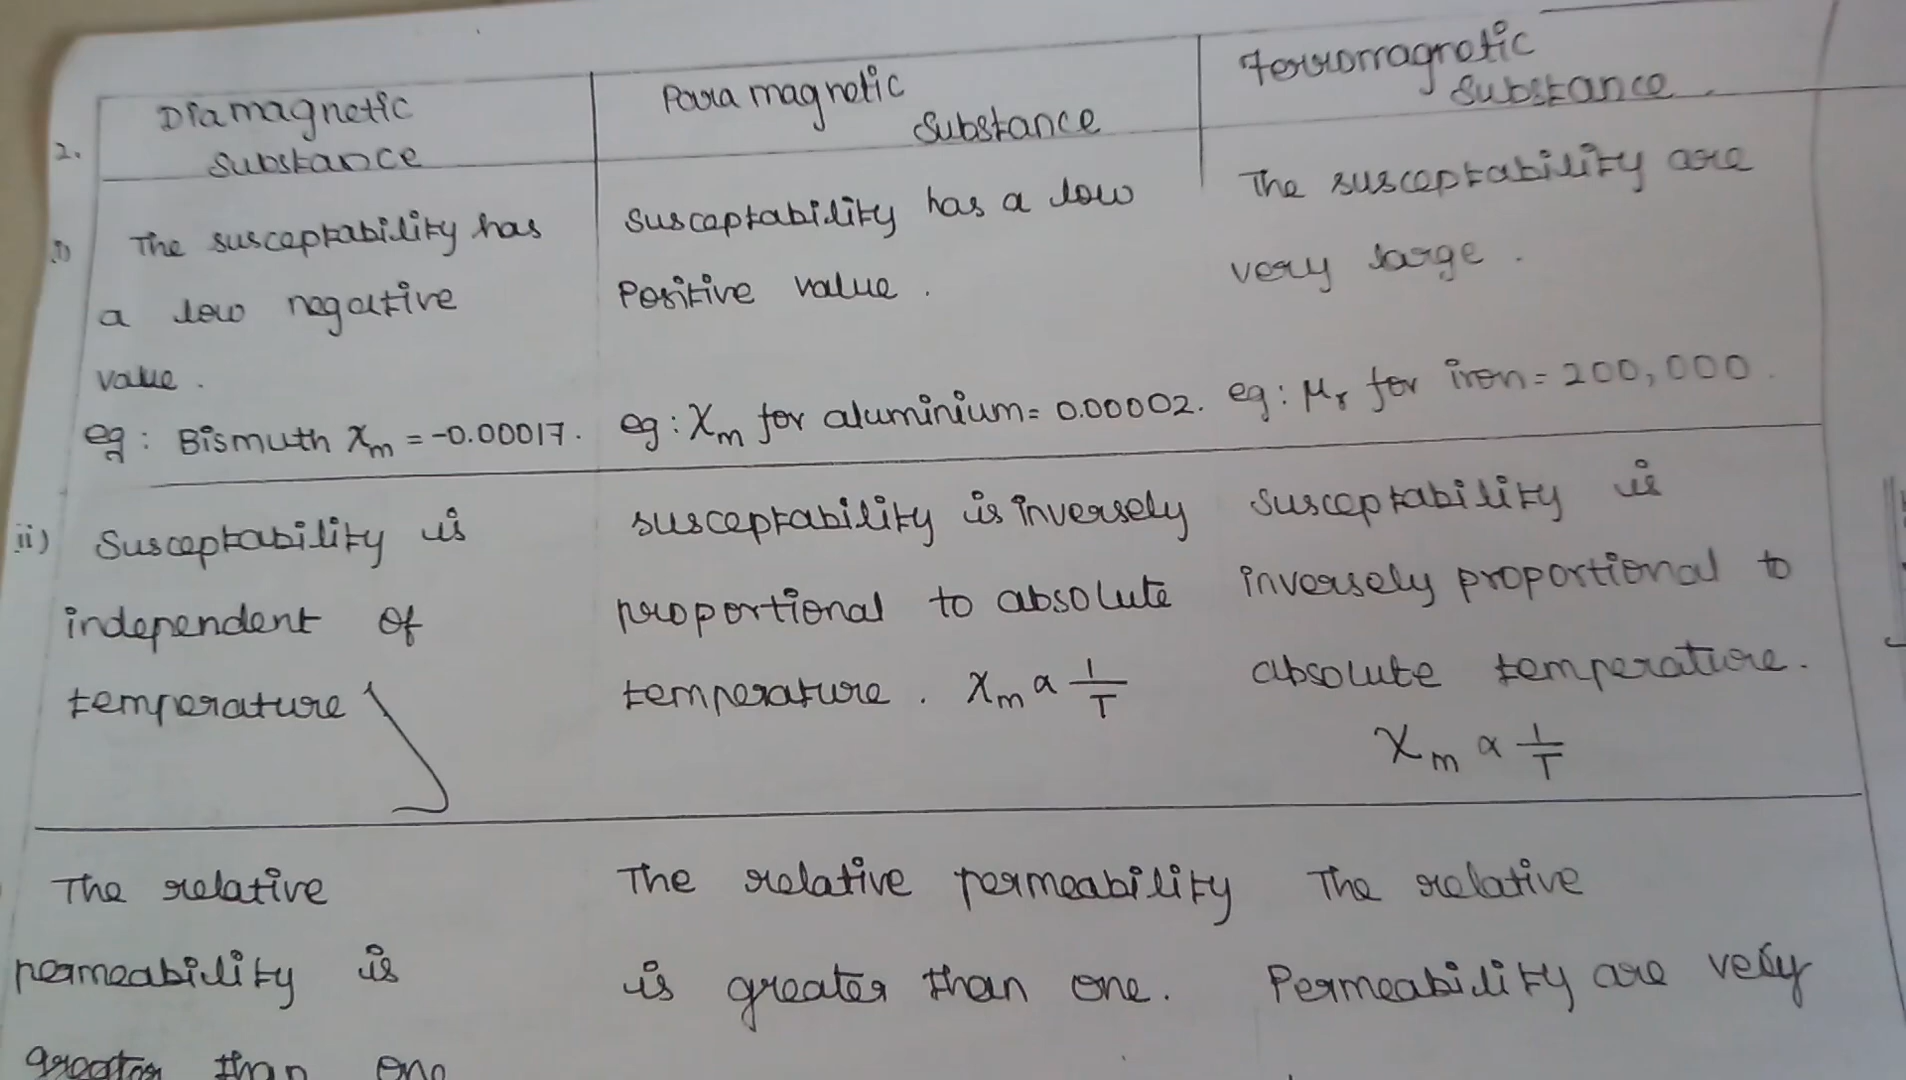 2.
Diamagnetic
Substance
Para magnetic
Substance
Ferromagnetic
Substance.
i) The susceptability has
a low negative
value.
eg: Bismuth χm = -0.00017.
Susceptability has a low
Positive value.
eg: χm for aluminium= 0.00002.
The susceptability are
very large.
eg: μr for iron= 200,000.
ii) Susceptability is
independent of
temperature
susceptability is inversely
proportional to absolute
temperature. χm ∝ 1/T
Susceptability is
inversely proportional to
absolute temperature.
χm ∝ 1/T
The relative
permeability is
greater than one
The relative permeability
is greater than one.
The relative
Permeability are very